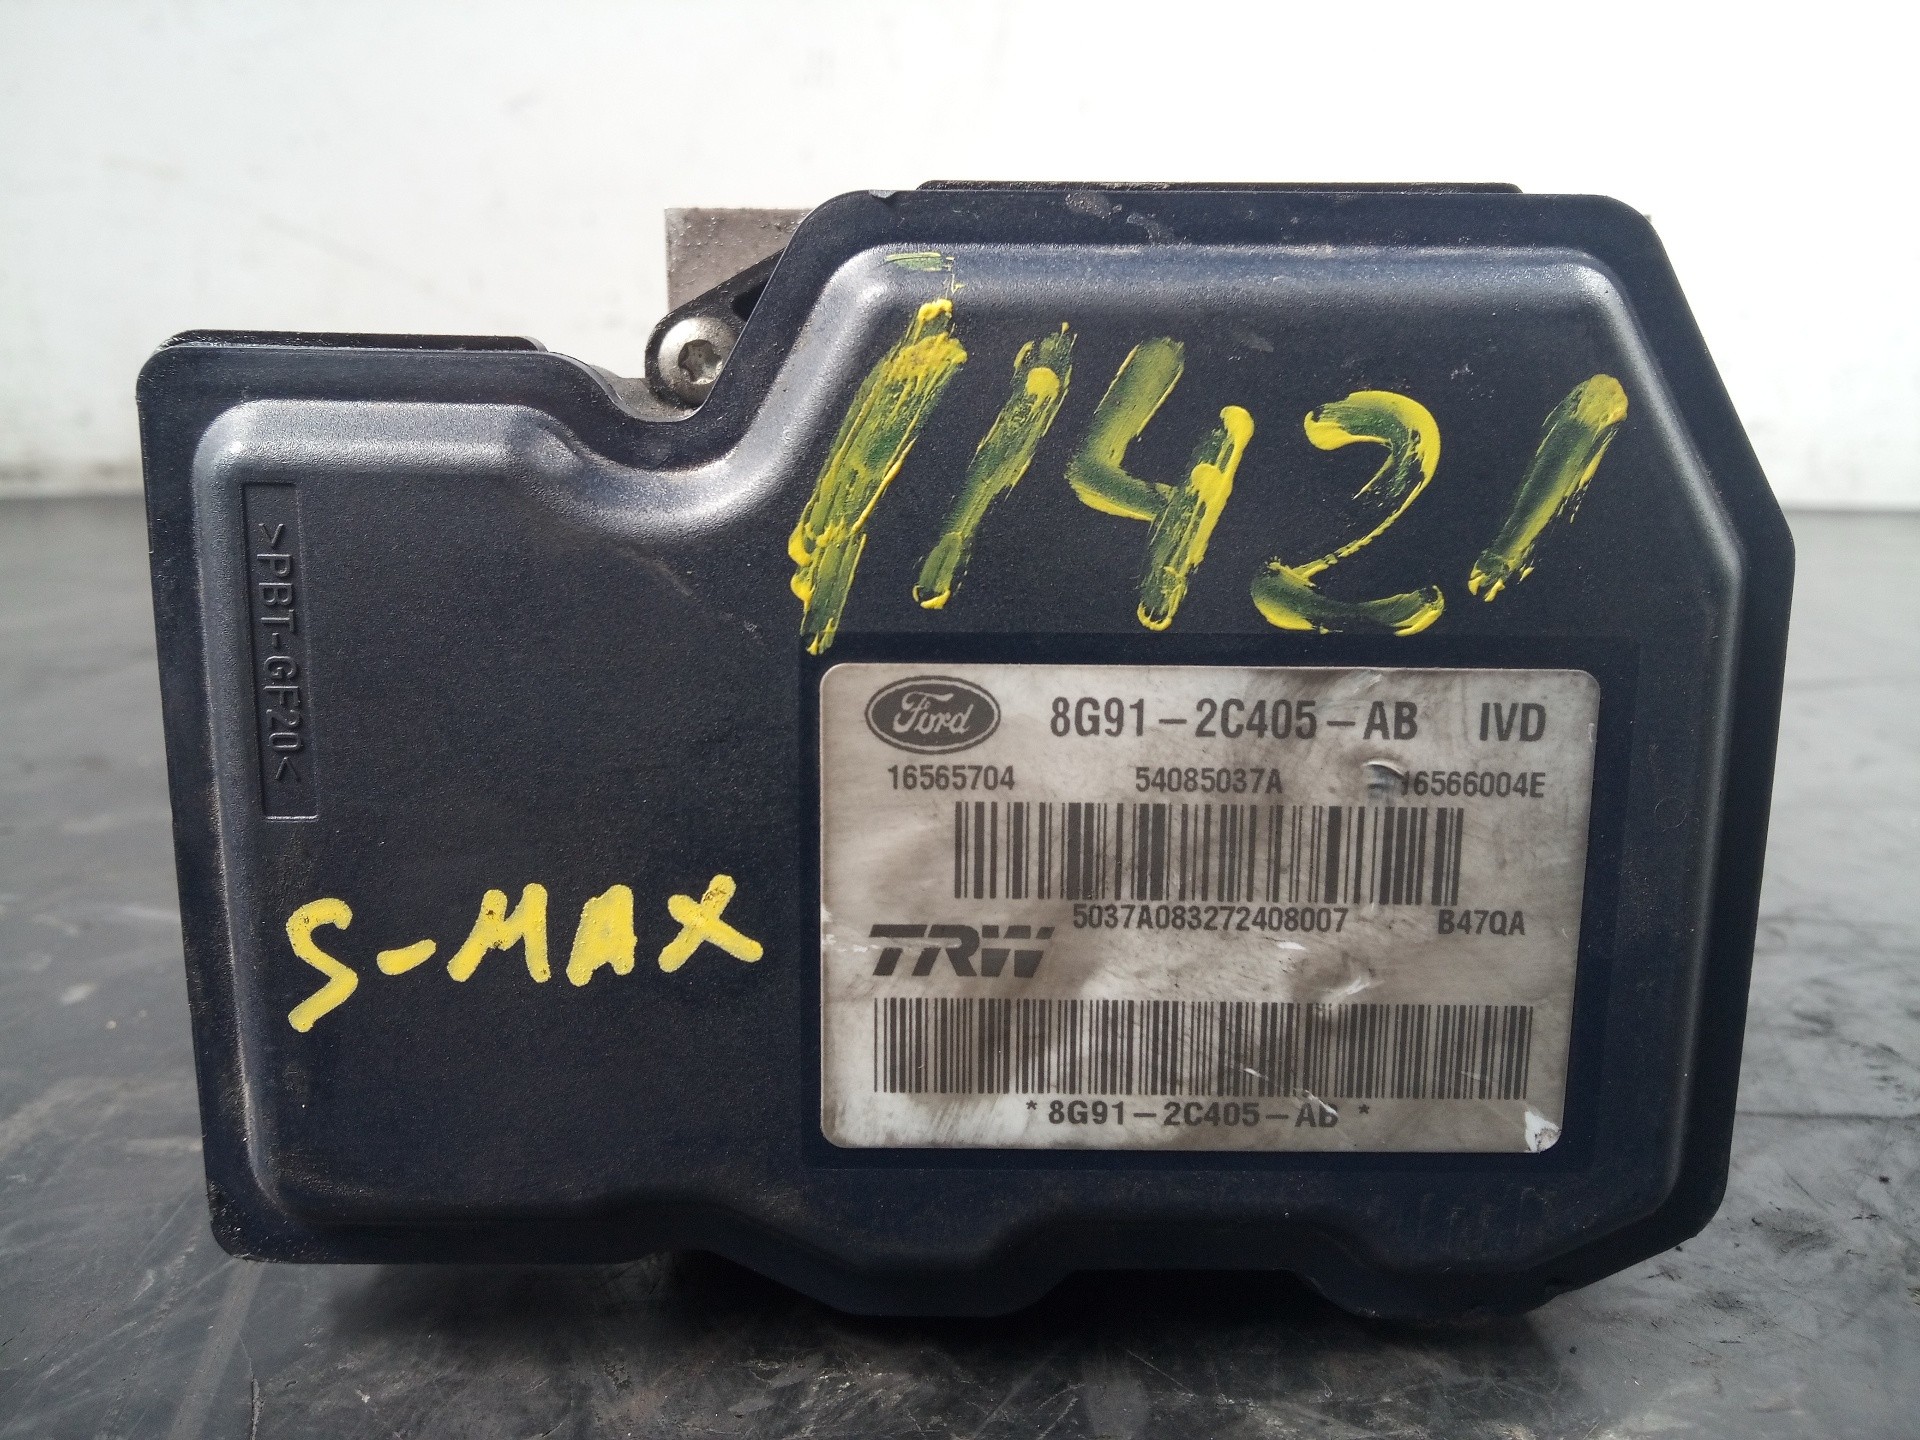 11421
>PBT-GF20<
S-MAX
Ford 8G91-2C405-AB IVD
16565704 54085037A 16566004E
5037A083272408007 B47QA
TRW
* 8G91-2C405-AB *